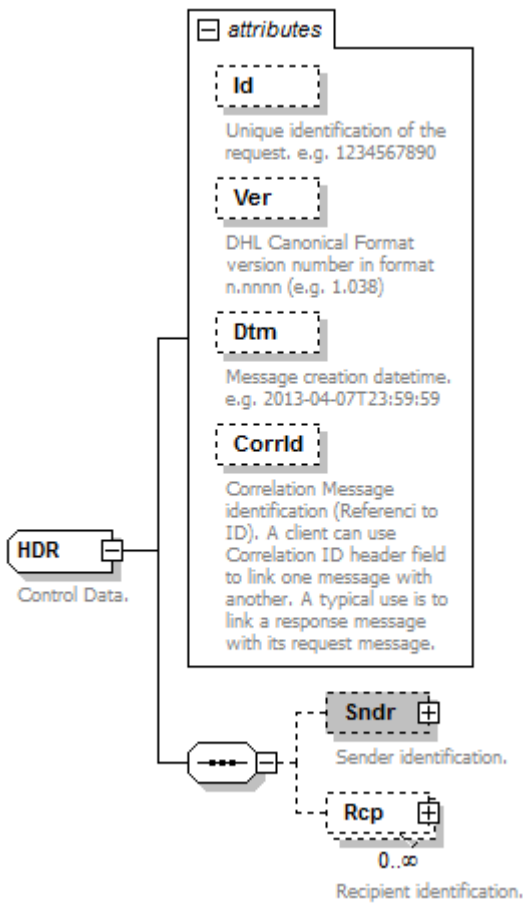 attributes
Id
Unique identification of the
request. e.g. 1234567890
Ver
DHL Canonical Format
version number in format
n.nnnn (e.g. 1.038)
Dtm
Message creation datetime.
e.g. 2013-04-07T23:59:59
CorrId
Correlation Message
identification (Referenci to
ID). A client can use
Correlation ID header field
to link one message with
another. A typical use is to
link a response message
with its request message.
HDR
Control Data.
Sndr
Sender identification.
Rcp
0..∞
Recipient identification.